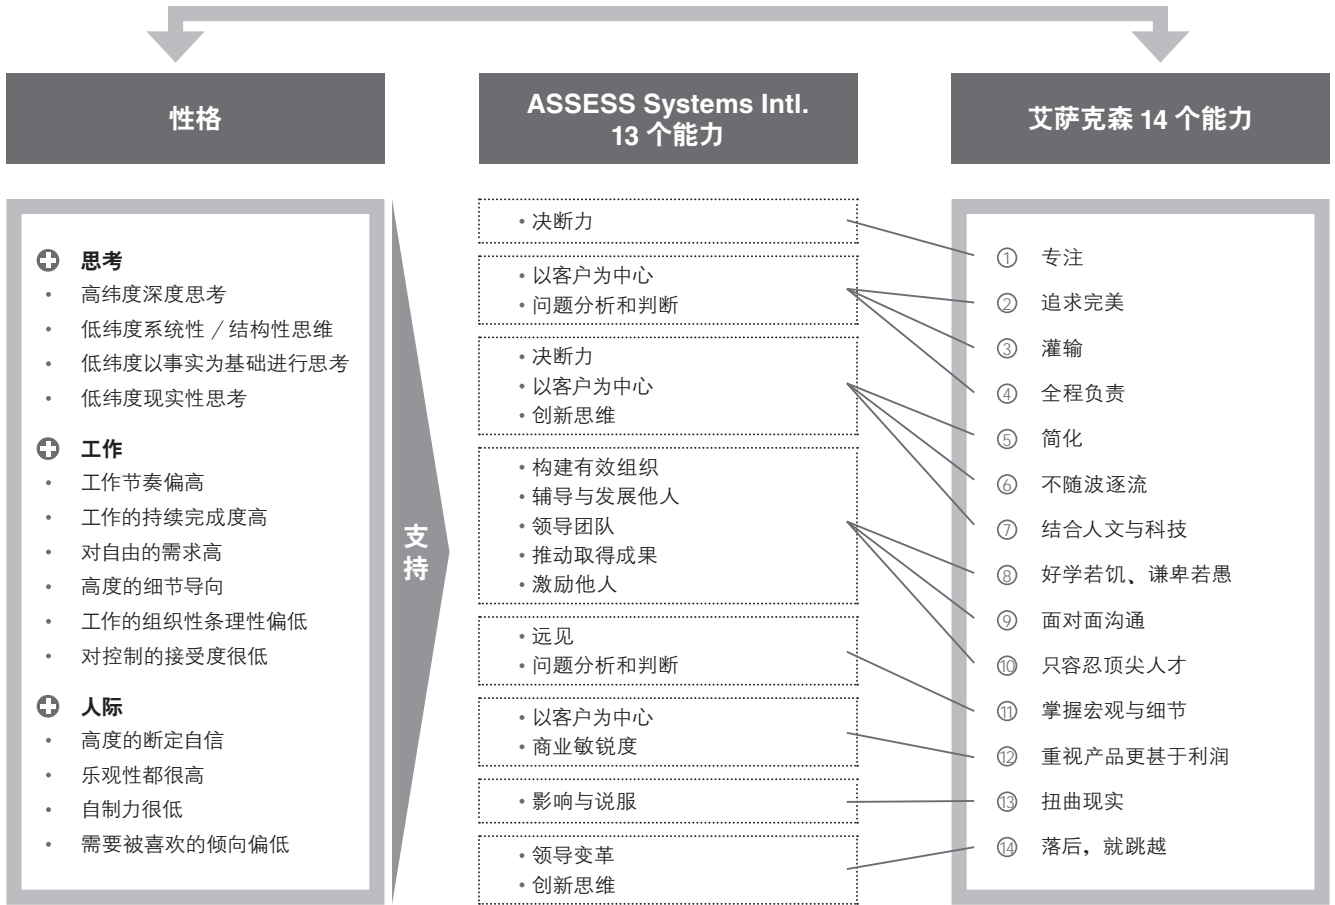 性格
思考
• 高纬度深度思考
• 低纬度系统性/结构性思维
• 低纬度以事实为基础进行思考
• 低纬度现实性思考
工作
• 工作节奏偏高
• 工作的持续完成度高
• 对自由的需求高
• 高度的细节导向
• 工作的组织性条理性偏低
• 对控制的接受度很低
人际
• 高度的断定自信
• 乐观性都很高
• 自制力很低
• 需要被喜欢的倾向偏低
支
持
ASSESS Systems Intl.
13 个能力
• 决断力
• 以客户为中心
• 问题分析和判断
• 决断力
• 以客户为中心
• 创新思维
• 构建有效组织
• 辅导与发展他人
• 领导团队
• 推动取得成果
• 激励他人
• 远见
• 问题分析和判断
• 以客户为中心
• 商业敏锐度
• 影响与说服
• 领导变革
• 创新思维
艾萨克森 14 个能力
① 专注
② 追求完美
③ 灌输
④ 全程负责
⑤ 简化
⑥ 不随波逐流
⑦ 结合人文与科技
⑧ 好学若饥、谦卑若愚
⑨ 面对面沟通
⑩ 只容忍顶尖人才
⑪ 掌握宏观与细节
⑫ 重视产品更甚于利润
⑬ 扭曲现实
⑭ 落后，就跳越